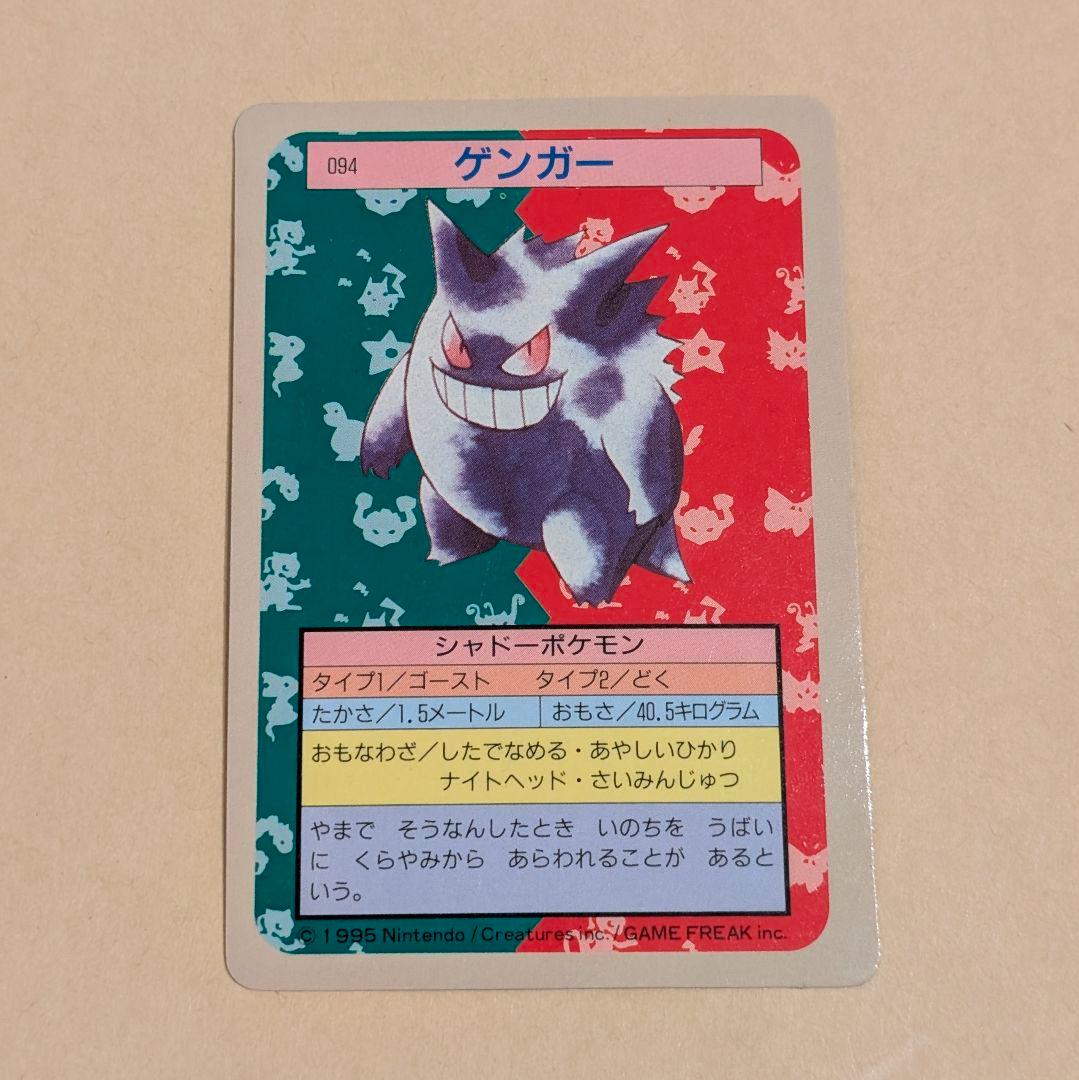 094 ゲンガー
シャドーポケモン
タイプ1/ゴースト タイプ2/どく
たかさ/1.5メートル おもさ/40.5キログラム
おもなわざ/したでなめる・あやしいひかり
ナイトヘッド・さいみんじゅつ
やまで そうなんしたとき いのちを うばい
に くらやみから あらわれることが あると
いう。
© 1995 Nintendo / Creatures inc. / GAME FREAK inc.